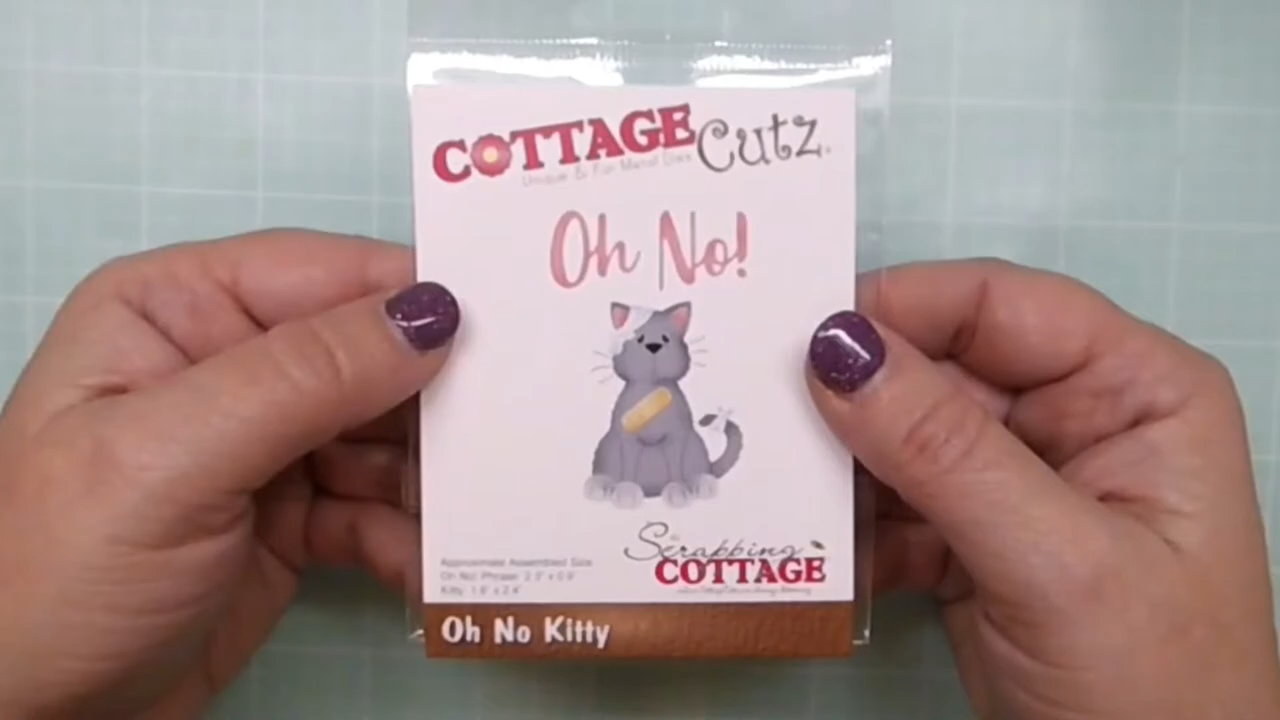 COTTAGE Cutz
Unique & Fun Metal Dies
Oh No!
Scrapping
COTTAGE
Approximate Assembled Size
Oh No! Phrase: 2.3" x 0.9"
Kitty: 1.6" x 2.4"
Oh No Kitty